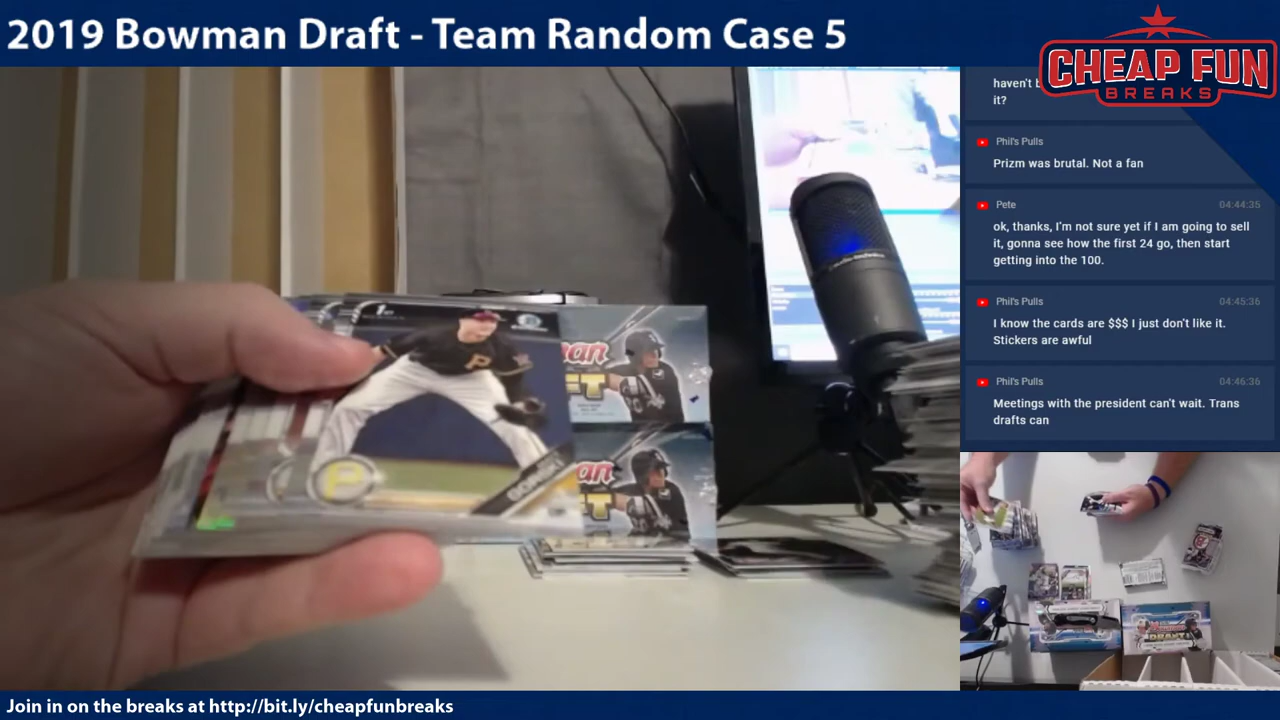 2019 Bowman Draft - Team Random Case 5
CHEAP FUN
BREAKS
it?
Phil's Pulls
Prizm was brutal. Not a fan
Pete 04:44:35
ok, thanks, I'm not sure yet if I am going to sell
it, gonna see how the first 24 go, then start
getting into the 100.
Phil's Pulls 04:45:36
I know the cards are $$$ I just don't like it.
Stickers are awful
Phil's Pulls 04:46:36
Meetings with the president can't wait. Trans
drafts can
1st
P
P
DRAFT
Join in on the breaks at http://bit.ly/cheapfunbreaks